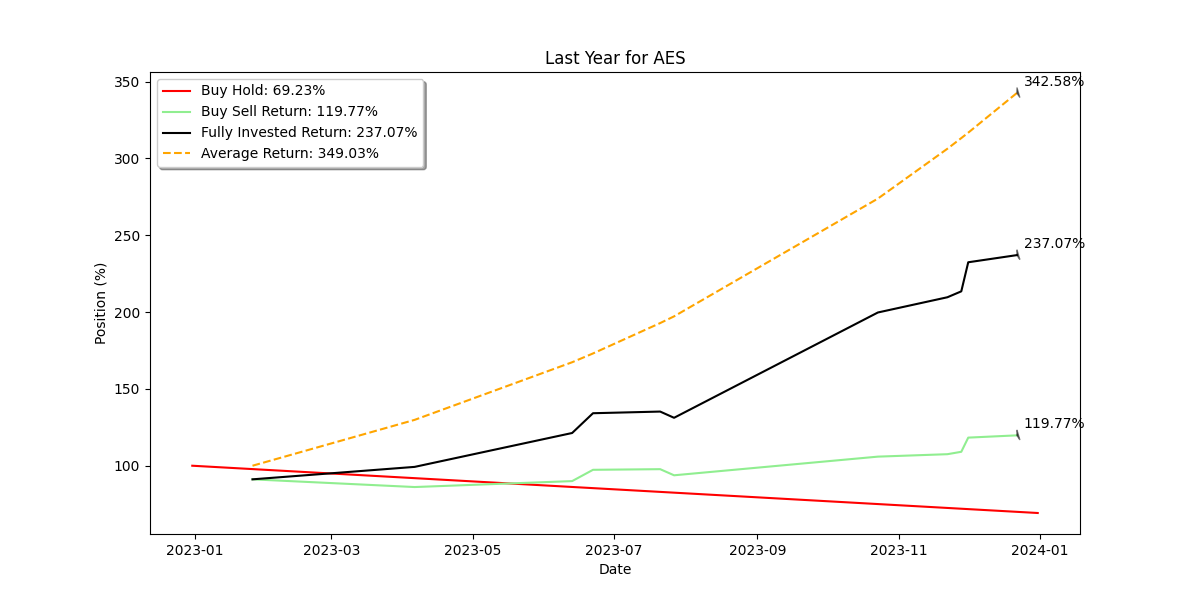 Last Year for AES
350
300
250
200
150
100
Position (%)
Buy Hold: 69.23%
Buy Sell Return: 119.77%
Fully Invested Return: 237.07%
Average Return: 349.03%
342.58%
237.07%
119.77%
2023-01
2023-03
2023-05
2023-07
2023-09
2023-11
2024-01
Date